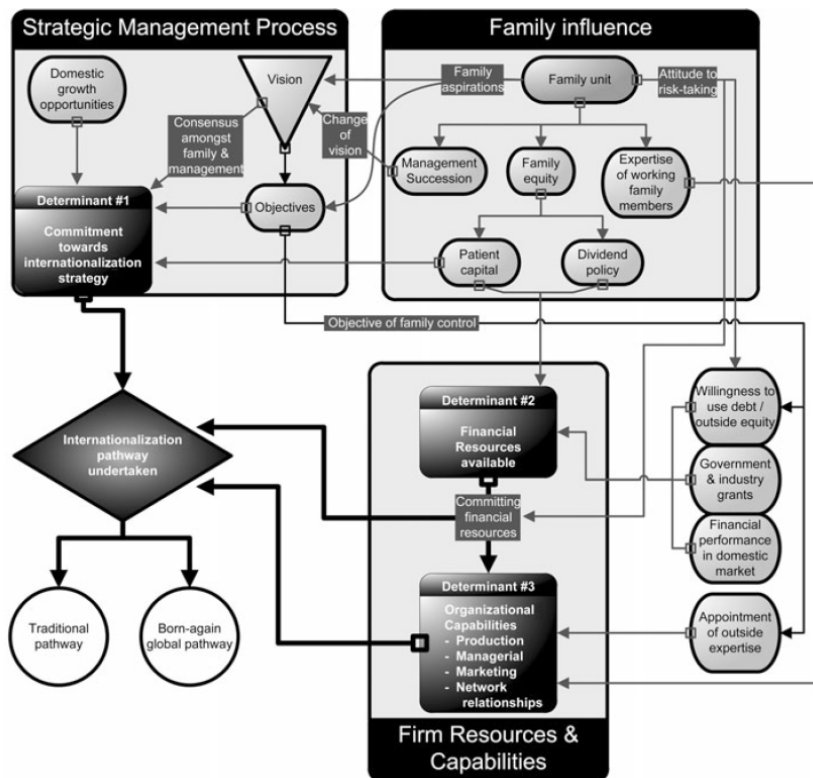 Strategic Management Process
Domestic
growth
opportunities
Vision
Consensus
amongst
family &
management
Change
of
vision
Objectives
Determinant #1
Commitment
towards
internationalization
strategy
Family influence
Family
aspirations
Family unit
Attitude to
risk-taking
Management
Succession
Family
equity
Expertise
of working
family
members
Patient
capital
Dividend
policy
Objective of family control
Internationalization
pathway
undertaken
Traditional
pathway
Born-again
global pathway
Determinant #2
Financial
Resources
available
Committing
financial
resources
Determinant #3
Organizational
Capabilities
- Production
- Managerial
- Marketing
- Network
relationships
Firm Resources &
Capabilities
Willingness to
use debt /
outside equity
Government
& industry
grants
Financial
performance
in domestic
market
Appointment
of outside
expertise